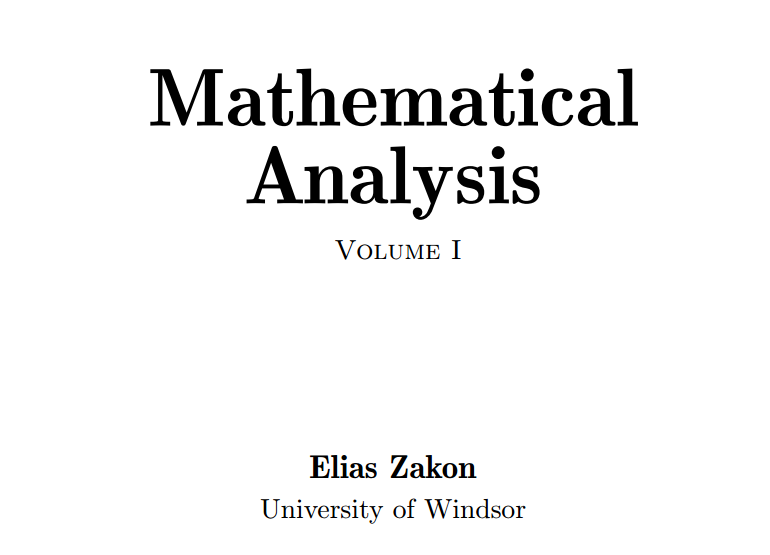 Mathematical
Analysis
Volume I
Elias Zakon
University of Windsor